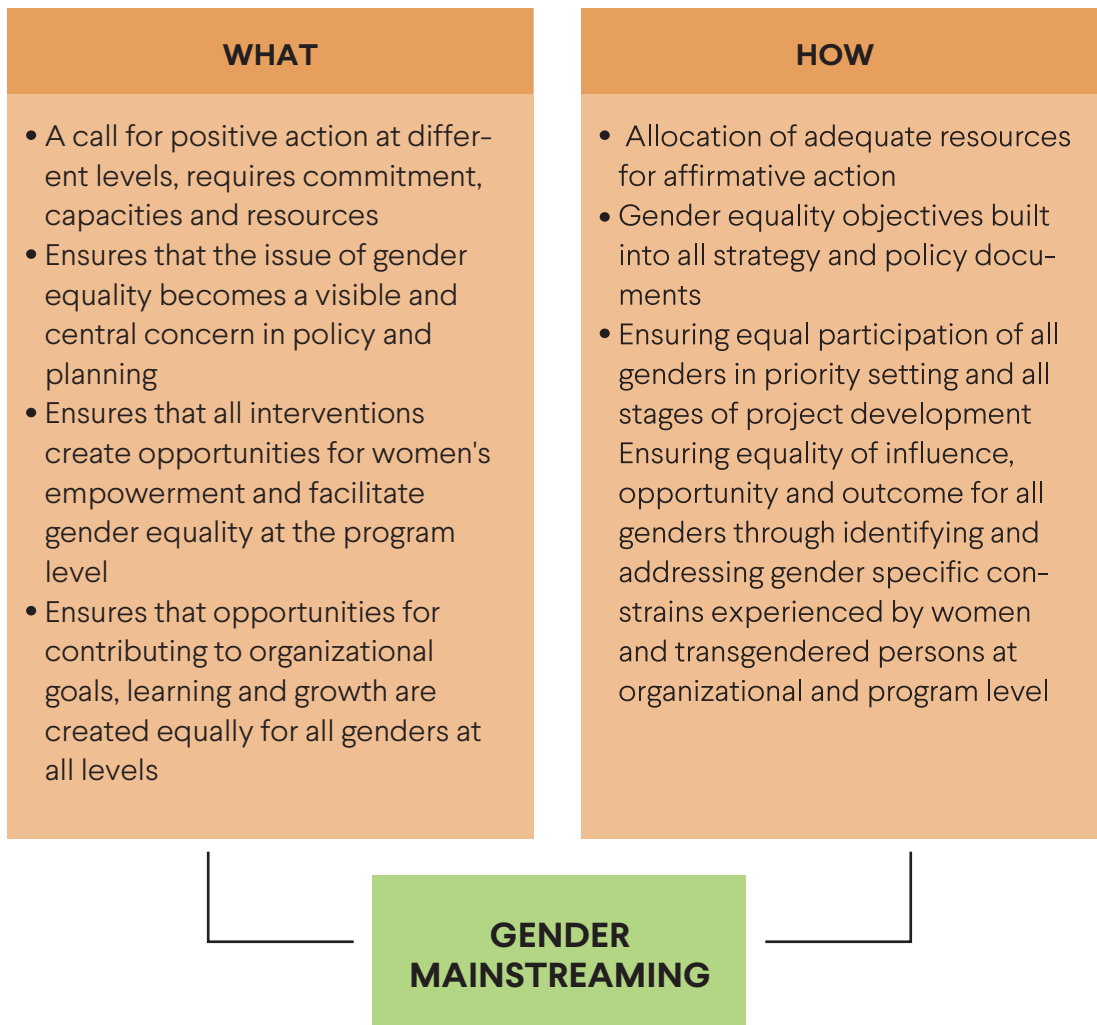 WHAT
• A call for positive action at differ-
ent levels, requires commitment,
capacities and resources
• Ensures that the issue of gender
equality becomes a visible and
central concern in policy and
planning
• Ensures that all interventions
create opportunities for women's
empowerment and facilitate
gender equality at the program
level
• Ensures that opportunities for
contributing to organizational
goals, learning and growth are
created equally for all genders at
all levels
HOW
• Allocation of adequate resources
for affirmative action
• Gender equality objectives built
into all strategy and policy docu-
ments
• Ensuring equal participation of all
genders in priority setting and all
stages of project development
Ensuring equality of influence,
opportunity and outcome for all
genders through identifying and
addressing gender specific con-
strains experienced by women
and transgendered persons at
organizational and program level
GENDER
MAINSTREAMING